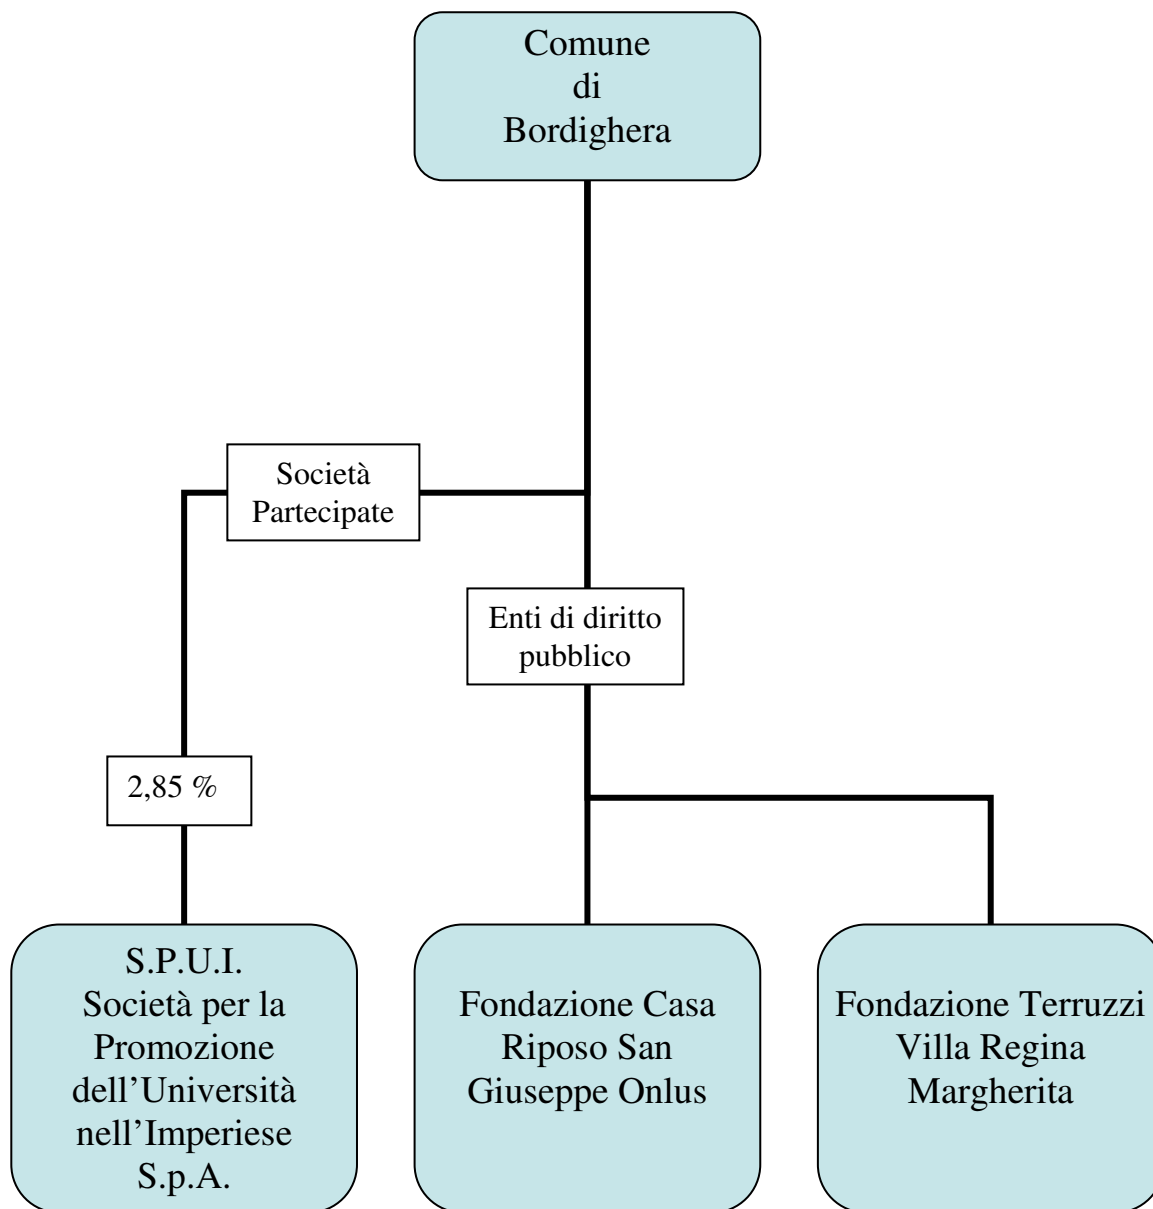 Comune
di
Bordighera
Società
Partecipate
Enti di diritto
pubblico
2,85 %
S.P.U.I.
Società per la
Promozione
dell’Università
nell’Imperiese
S.p.A.
Fondazione Casa
Riposo San
Giuseppe Onlus
Fondazione Terruzzi
Villa Regina
Margherita